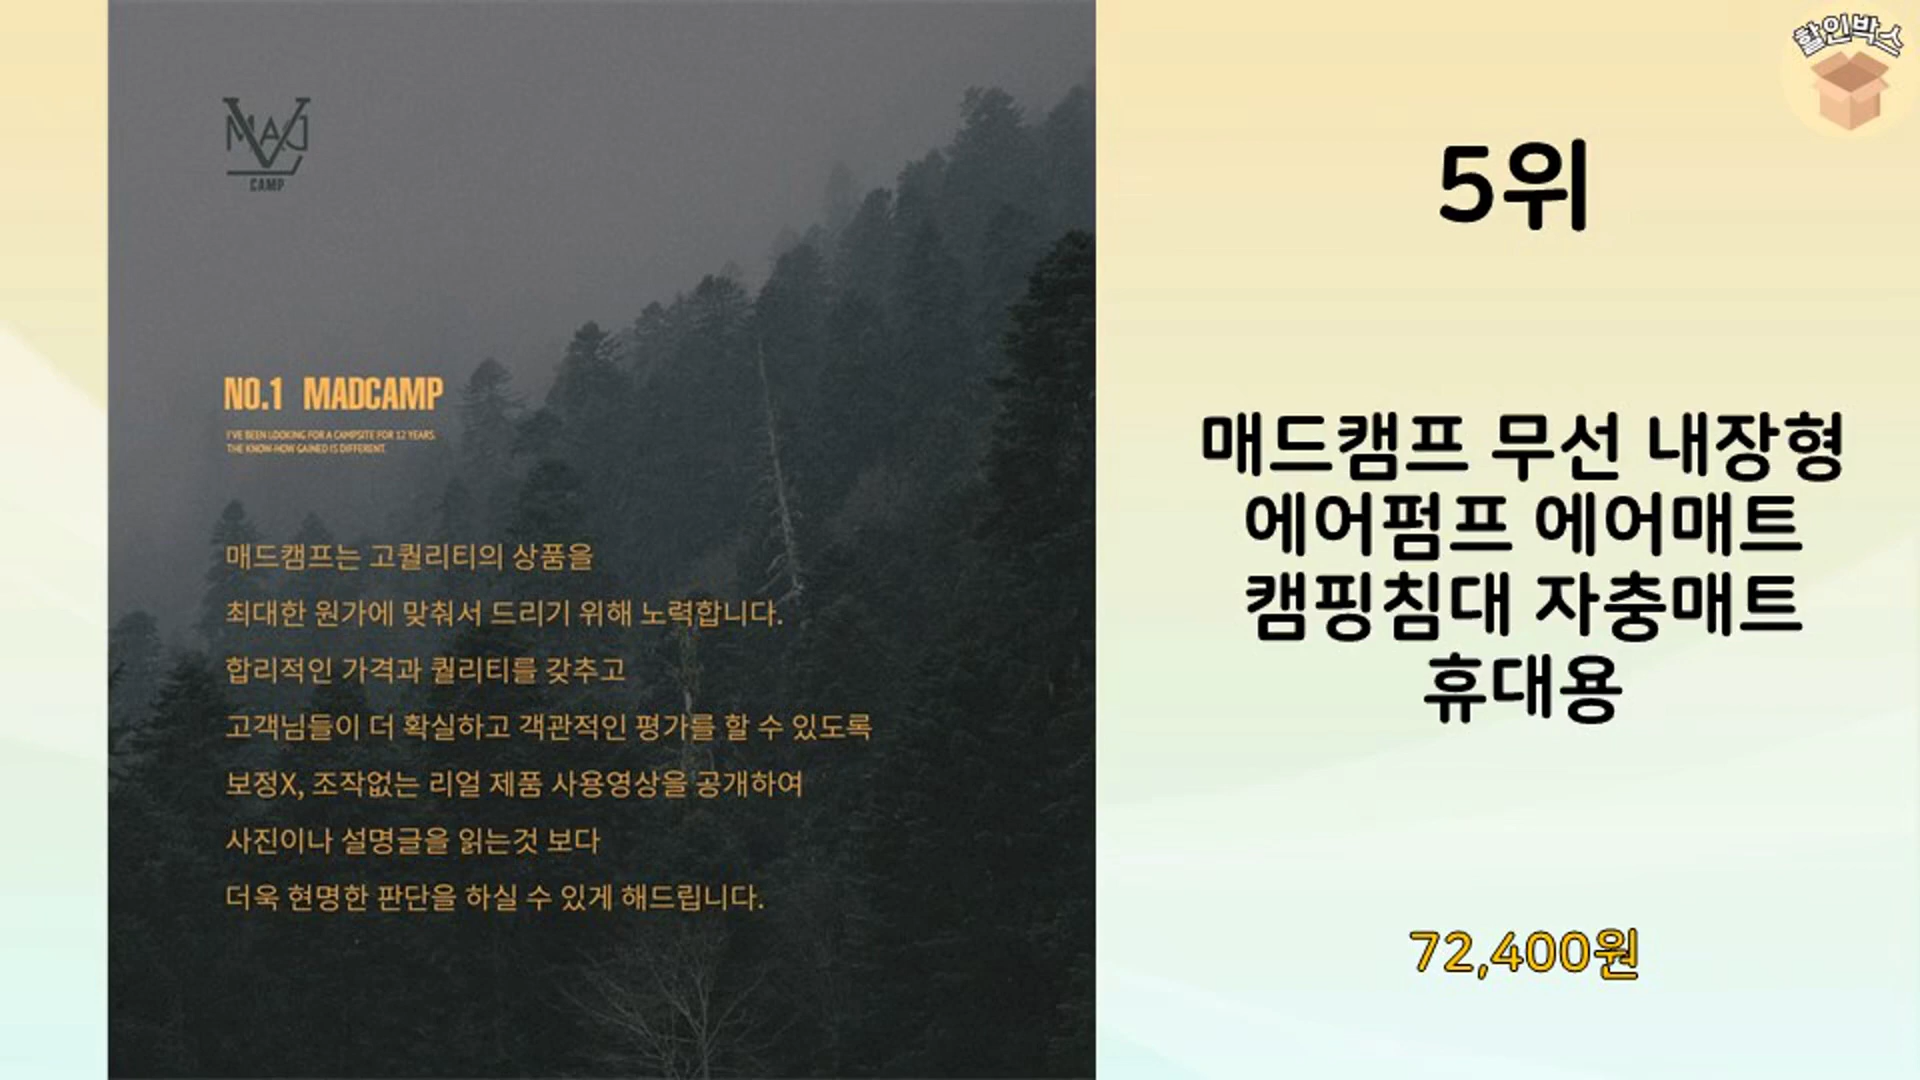 MAD
CAMP
NO.1 MADCAMP
I'VE BEEN LOOKING FOR A CAMPSITE FOR 12 YEARS.
THE KNOW-HOW GAINED IS DIFFERENT.
매드캠프는 고퀄리티의 상품을
최대한 원가에 맞춰서 드리기 위해 노력합니다.
합리적인 가격과 퀄리티를 갖추고
고객님들이 더 확실하고 객관적인 평가를 할 수 있도록
보정X, 조작없는 리얼 제품 사용영상을 공개하여
사진이나 설명글을 읽는것 보다
더욱 현명한 판단을 하실 수 있게 해드립니다.
할인박스
5위
매드캠프 무선 내장형
에어펌프 에어매트
캠핑침대 자충매트
휴대용
72,400원